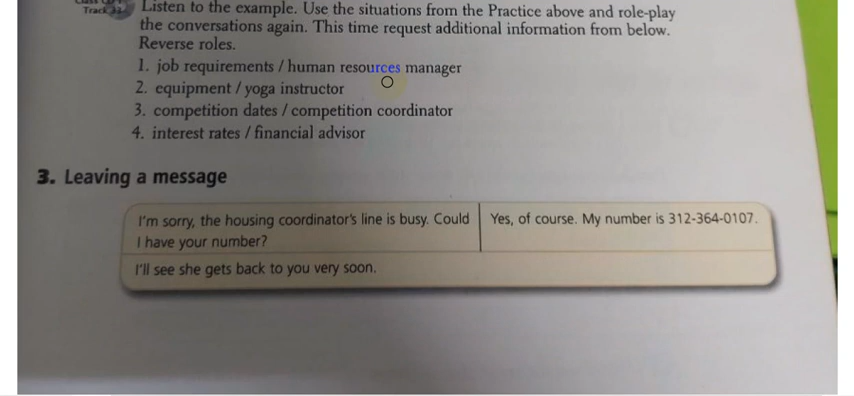 Track
Listen to the example. Use the situations from the Practice above and role-play
the conversations again. This time request additional information from below.
Reverse roles.
1. job requirements / human resources manager
2. equipment / yoga instructor
3. competition dates / competition coordinator
4. interest rates / financial advisor
3. Leaving a message
I'm sorry, the housing coordinator's line is busy. Could
I have your number?
Yes, of course. My number is 312-364-0107.
I'll see she gets back to you very soon.